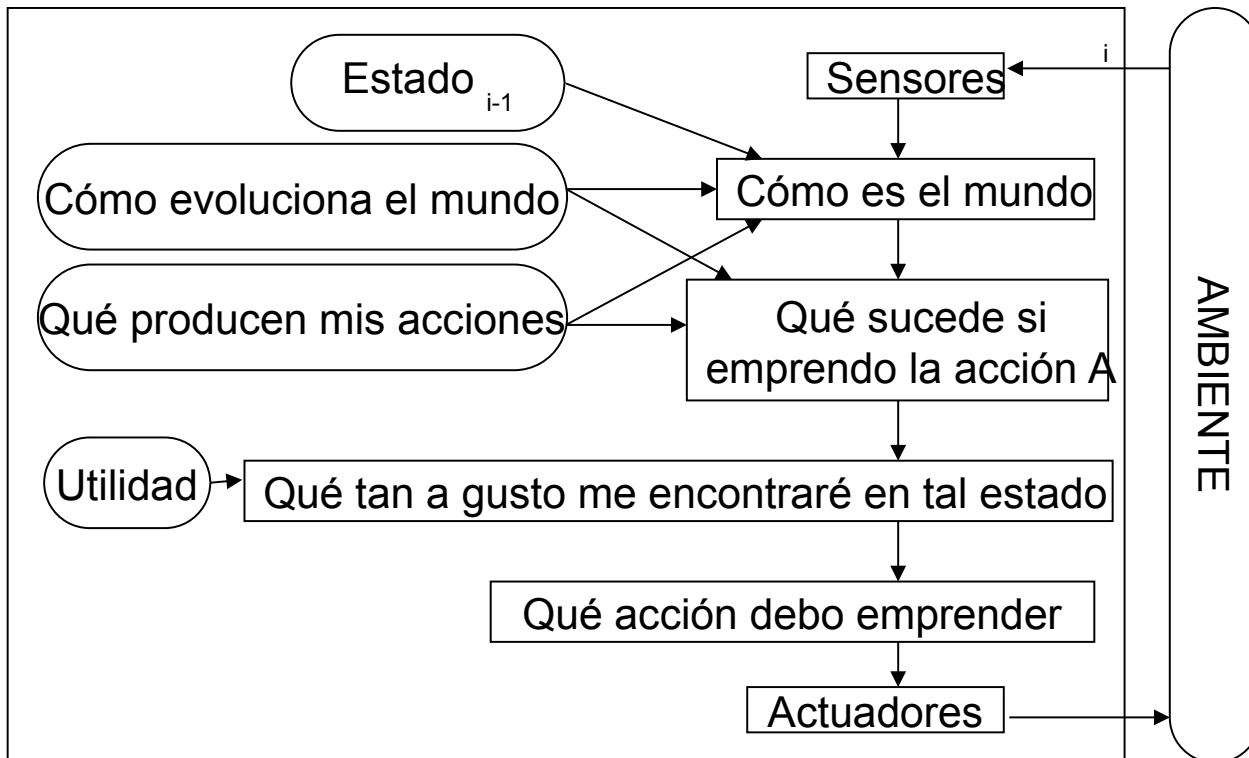 Estado i-1
i
Sensores
Cómo evoluciona el mundo
Cómo es el mundo
Qué producen mis acciones
Qué sucede si
emprendo la acción A
Utilidad
Qué tan a gusto me encontraré en tal estado
Qué acción debo emprender
Actuadores
AMBIENTE